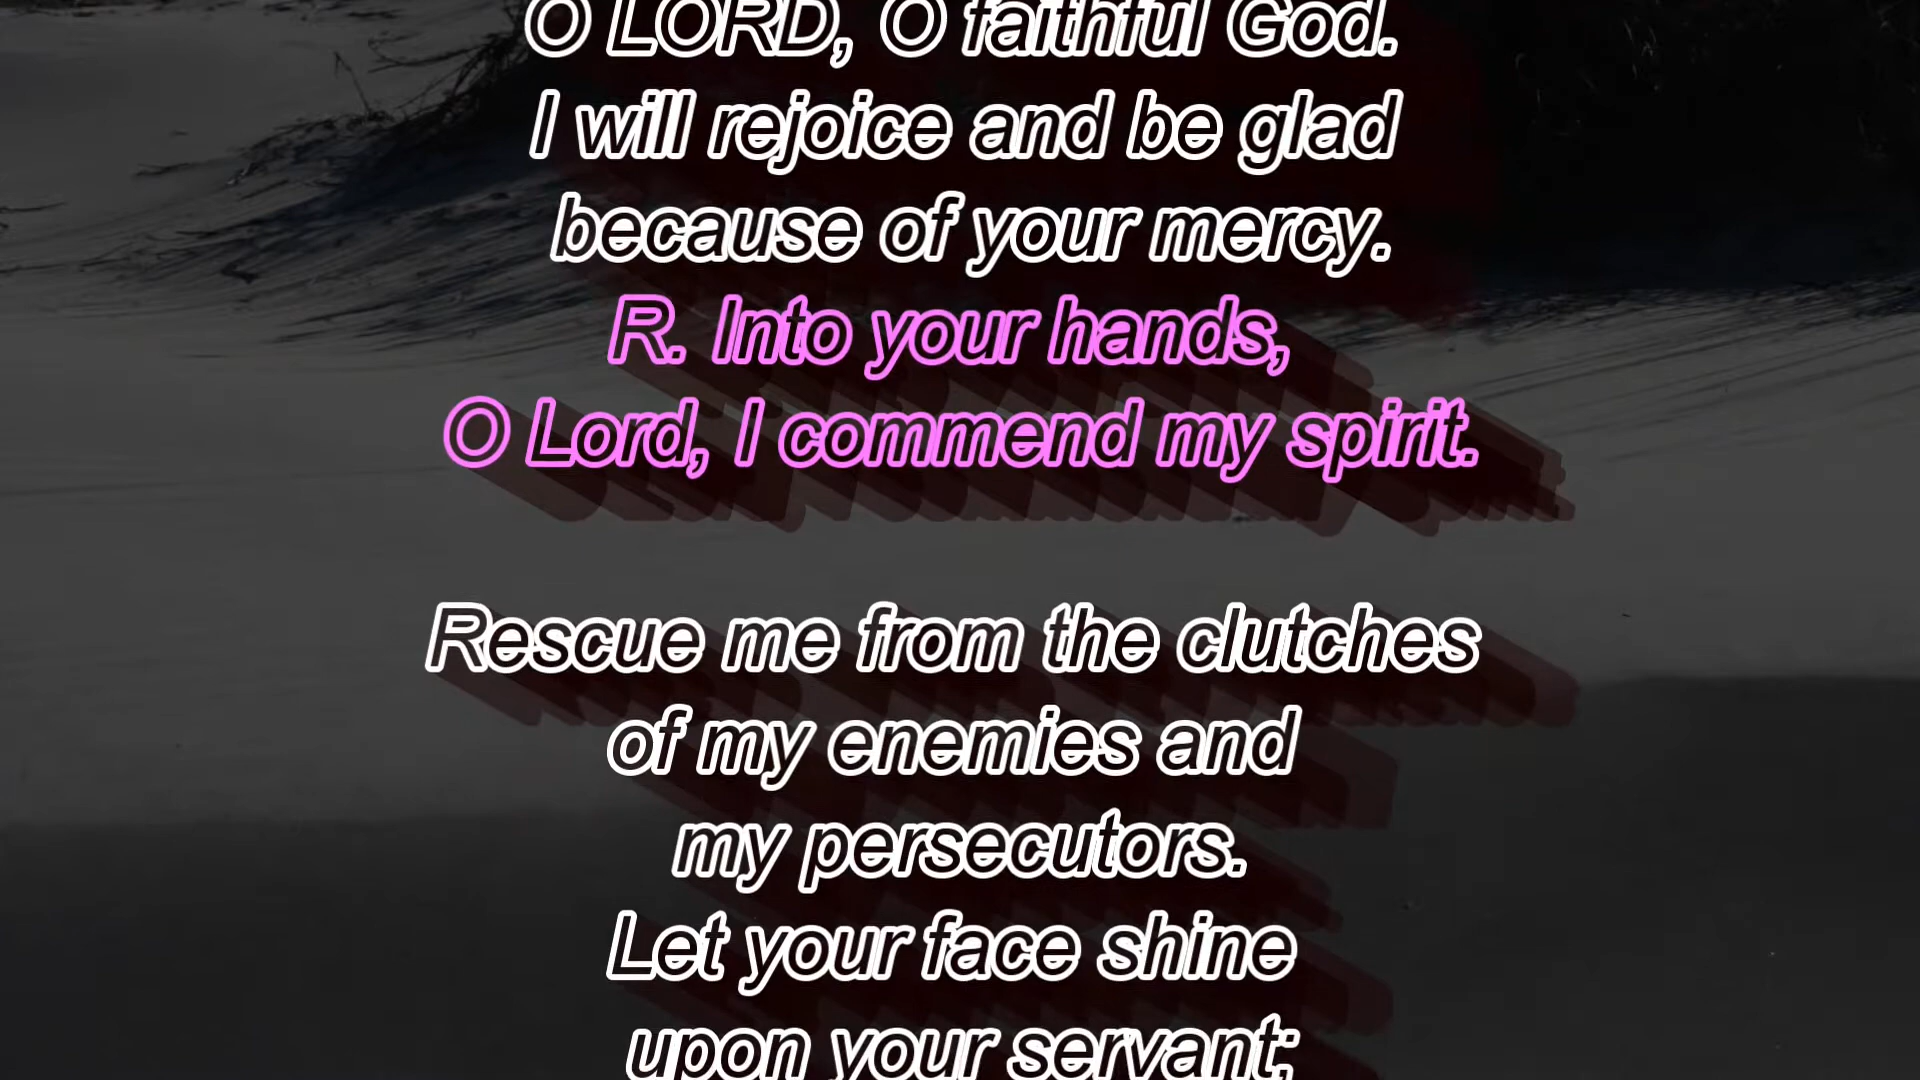 O LORD, O faithful God.
I will rejoice and be glad
because of your mercy.
R. Into your hands,
O Lord, I commend my spirit.
Rescue me from the clutches
of my enemies and
my persecutors.
Let your face shine
upon your servant;